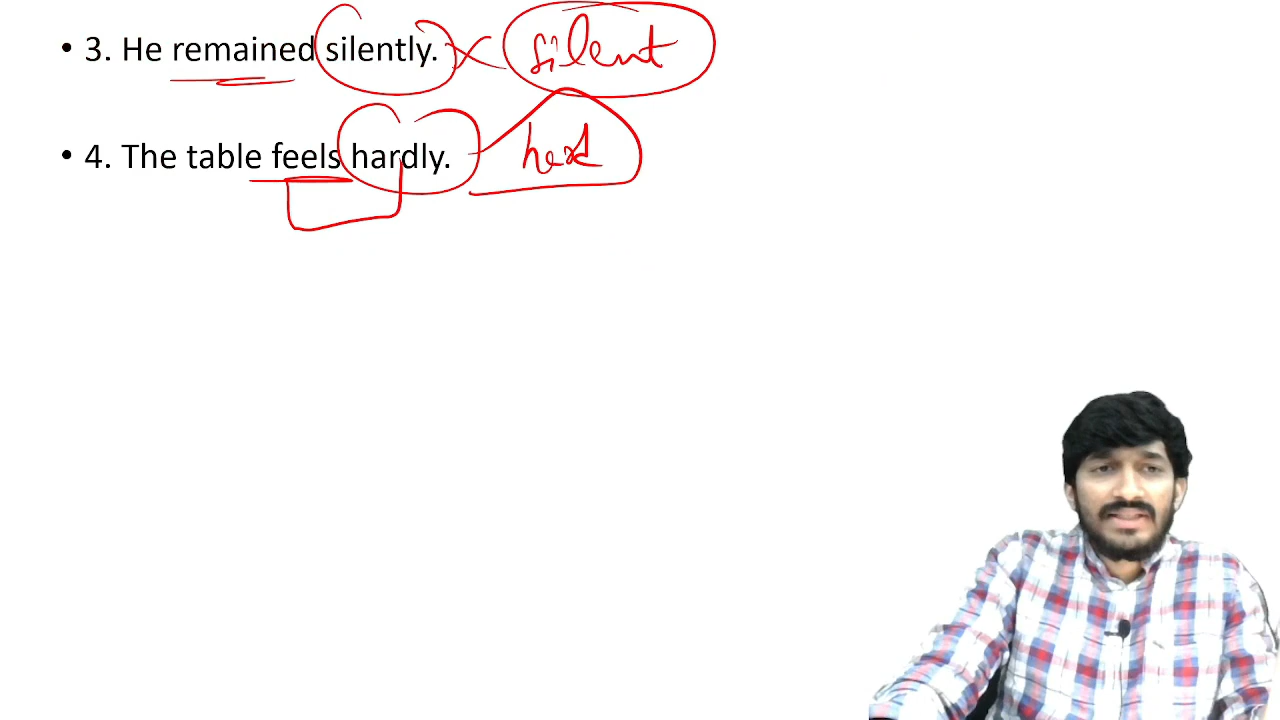 • 3. He remained silently. silent
• 4. The table feels hardly. hard